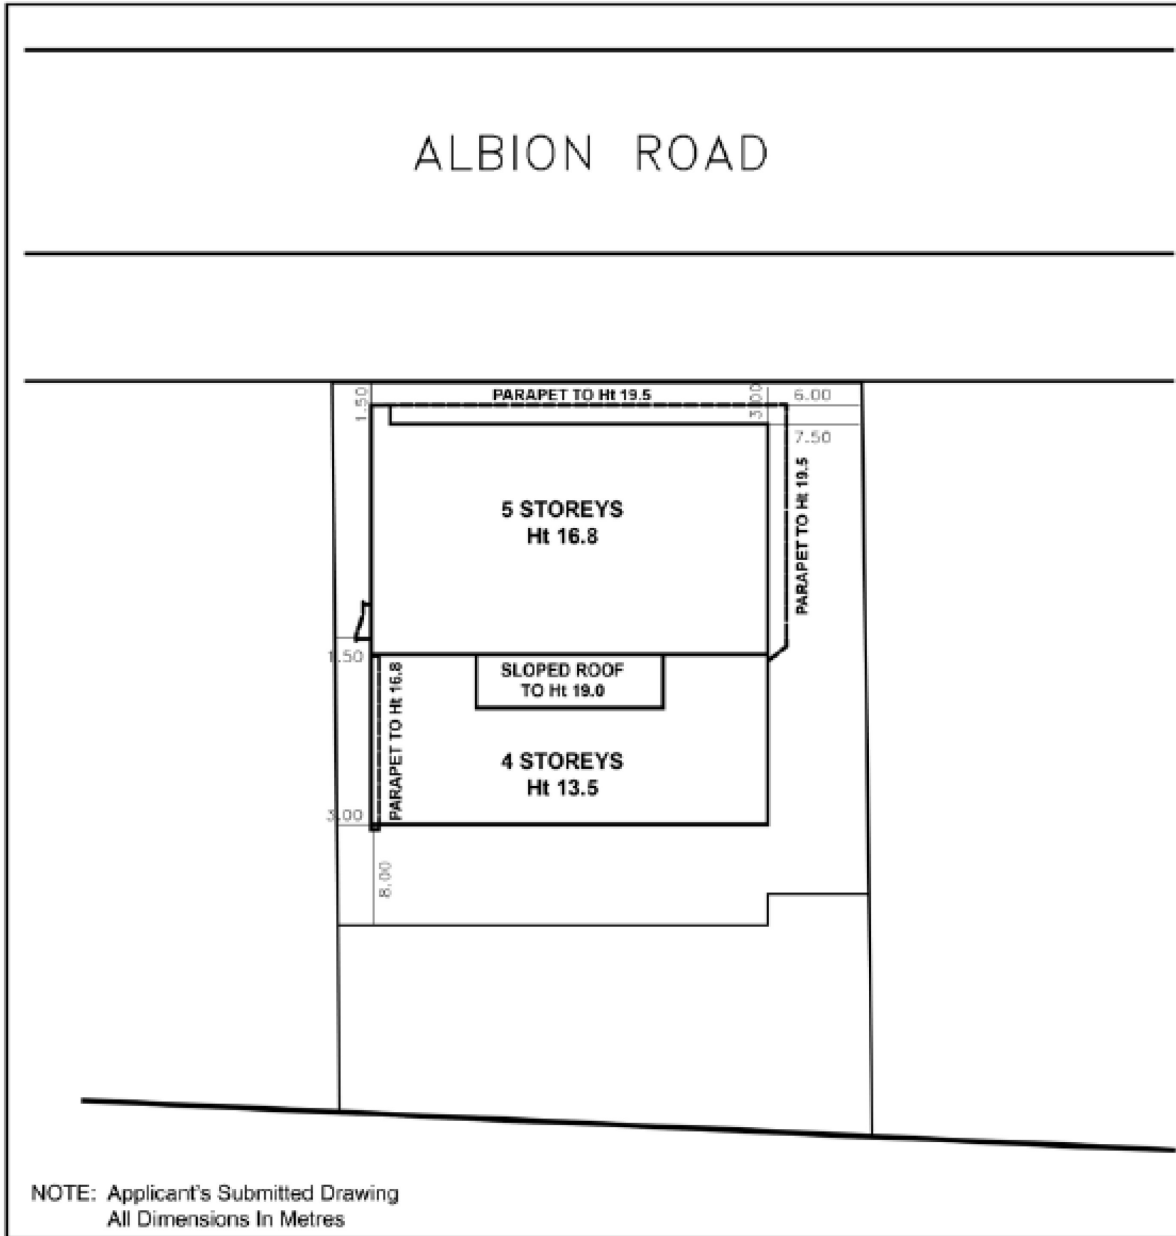 ALBION ROAD
1.50
PARAPET TO Ht 19.5
3.00
6.00
7.50
PARAPET TO Ht 19.5
5 STOREYS
Ht 16.8
1.50
PARAPET TO Ht 16.8
SLOPED ROOF
TO Ht 19.0
4 STOREYS
Ht 13.5
3.00
8.00
NOTE: Applicant's Submitted Drawing
All Dimensions In Metres